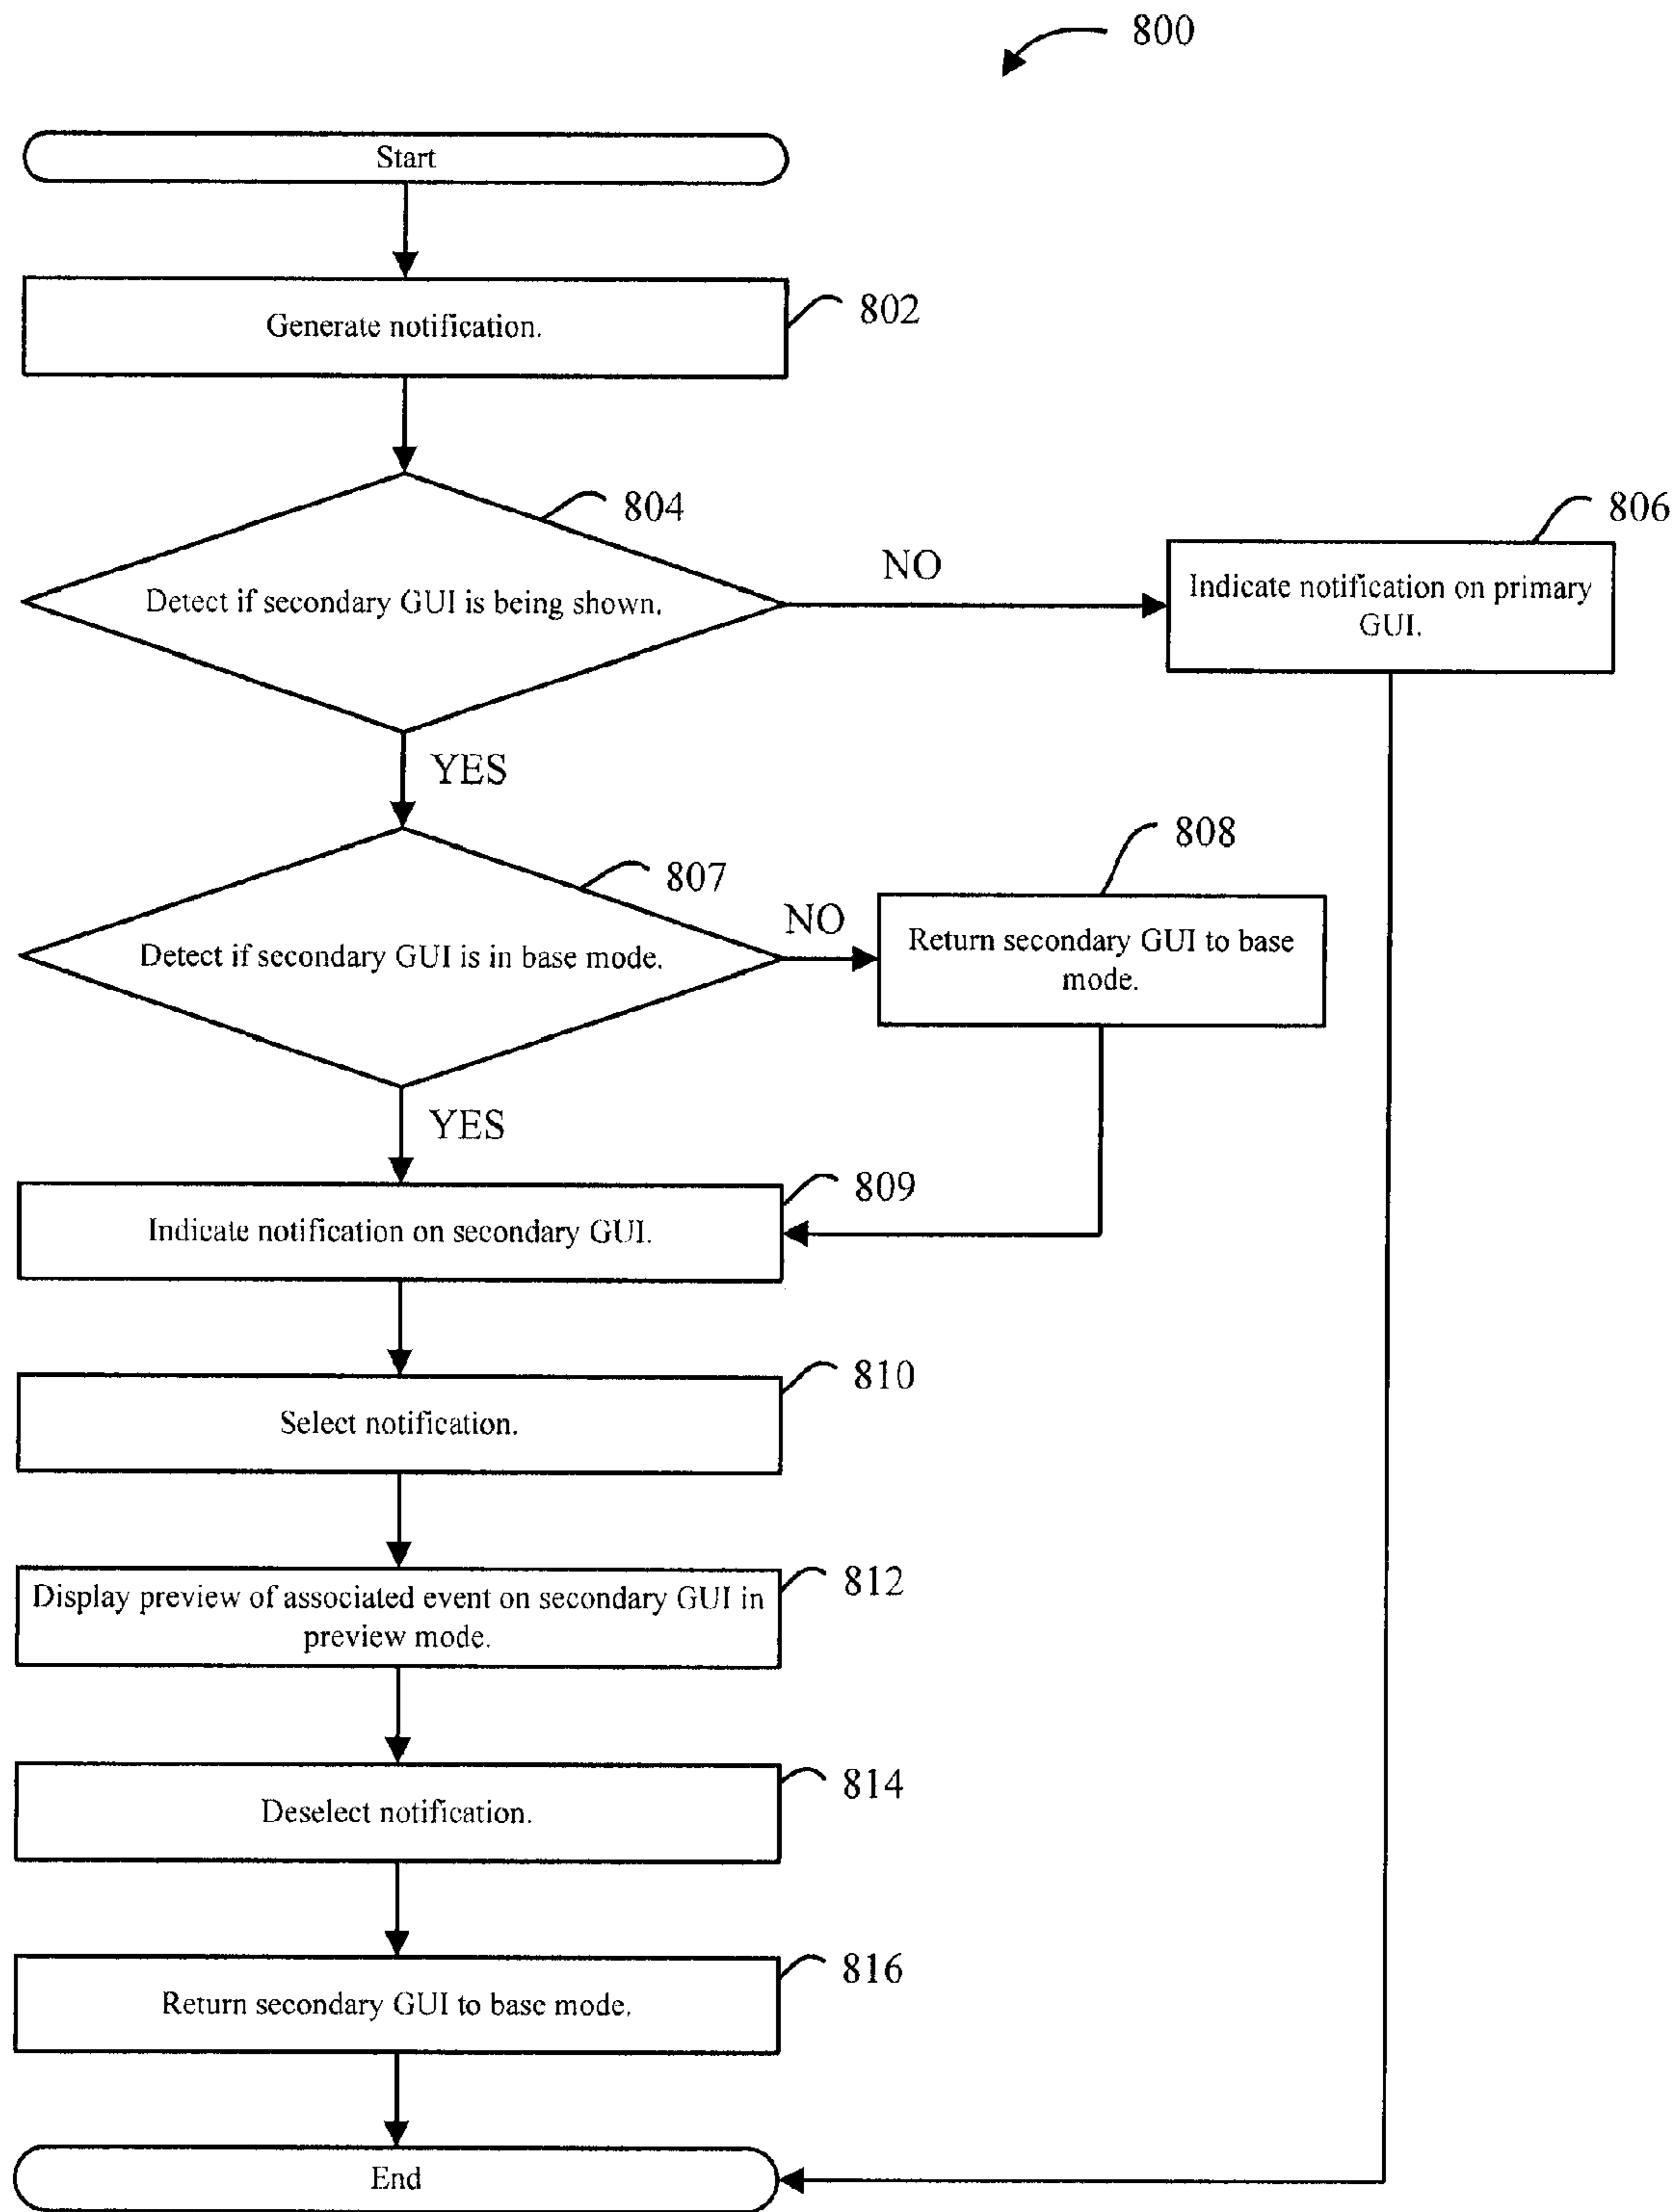 800
Start
Generate notification.
802
804
Detect if secondary GUI is being shown.
NO
806
Indicate notification on primary
GUI.
YES
807
Detect if secondary GUI is in base mode.
NO
808
Return secondary GUI to base
mode.
YES
809
Indicate notification on secondary GUI.
810
Select notification.
812
Display preview of associated event on secondary GUI in
preview mode.
814
Deselect notification.
816
Return secondary GUI to base mode.
End